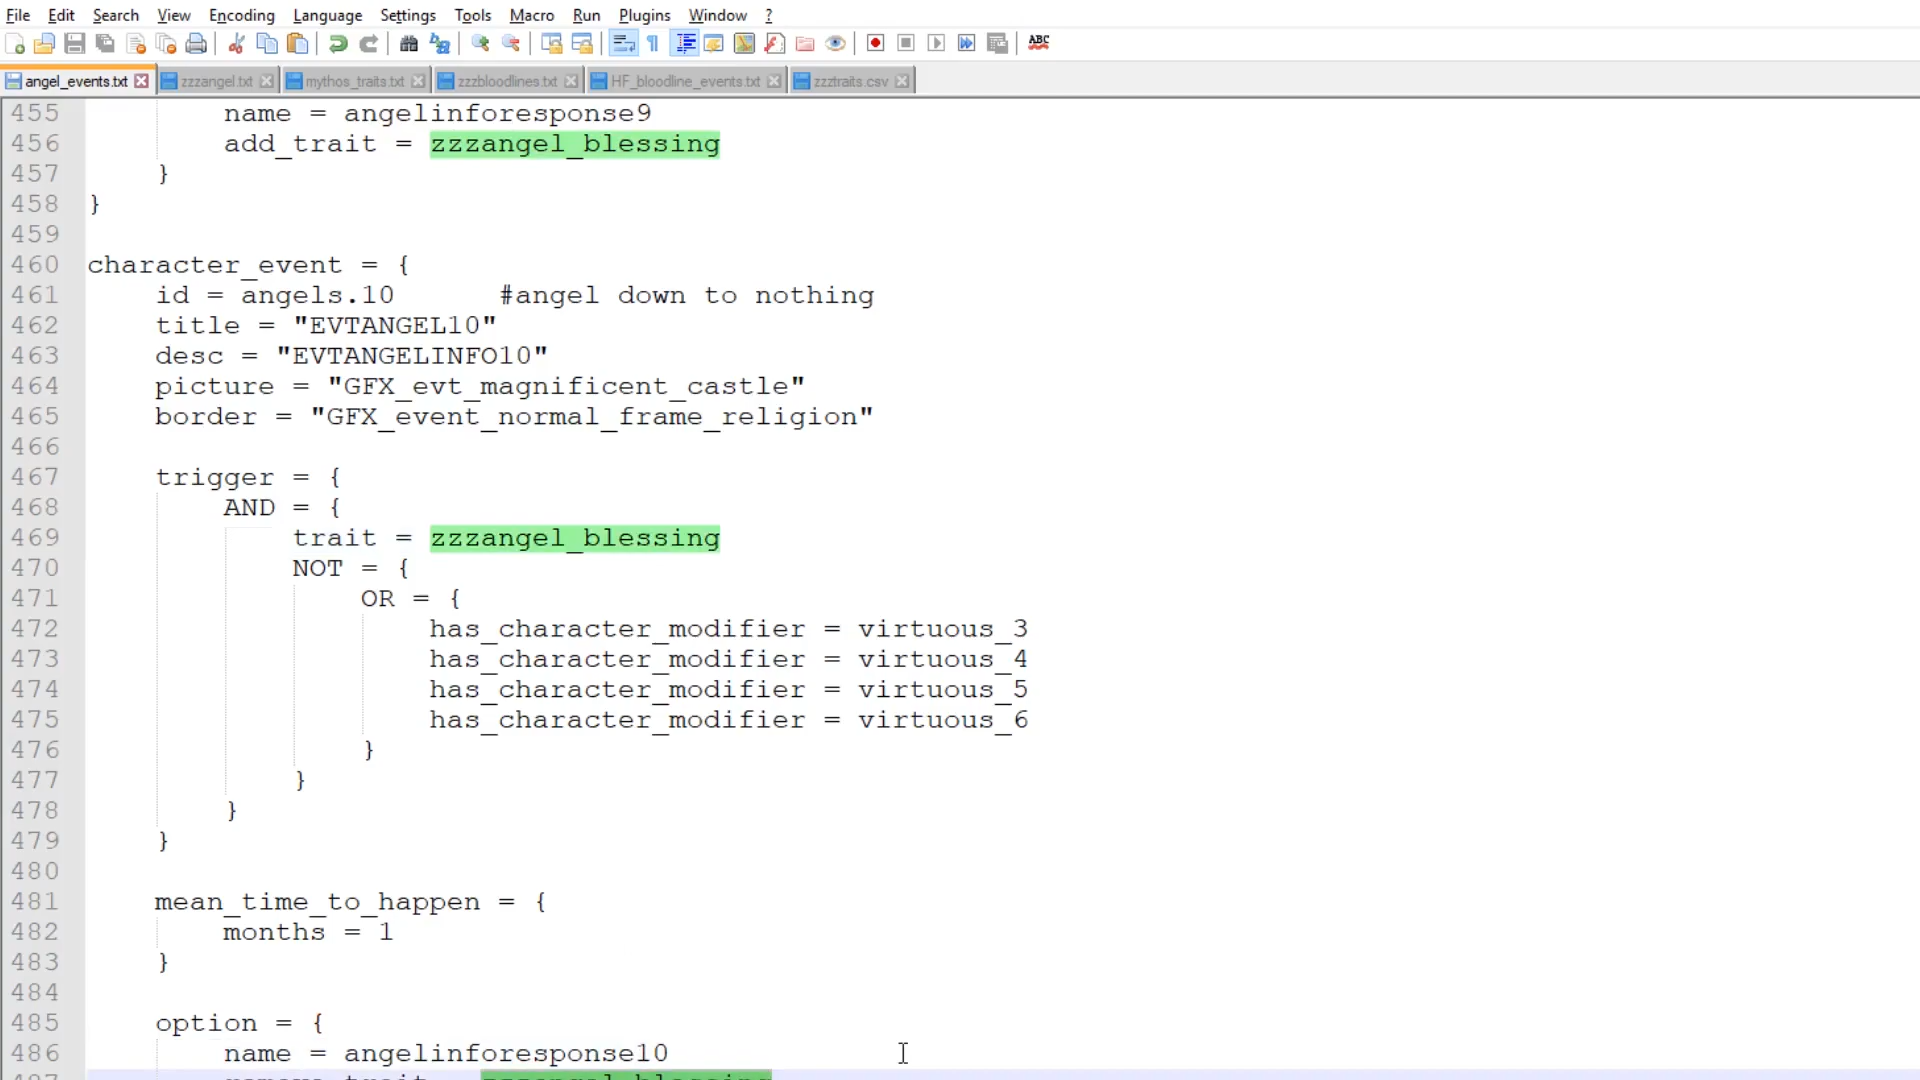 File Edit Search View Encoding Language Settings Tools Macro Run Plugins Window ?
ABC
angel_events.txt zzzangel.txt mythos_traits.txt zzzbloodlines.txt HF_bloodline_events.txt zzztraits.csv
455 name = angelinforesponse9
456 add_trait = zzzangel_blessing
457 }
458 }
459
460 character_event = {
461 id = angels.10 #angel down to nothing
462 title = "EVTANGEL10"
463 desc = "EVTANGELINFO10"
464 picture = "GFX_evt_magnificent_castle"
465 border = "GFX_event_normal_frame_religion"
466
467 trigger = {
468 AND = {
469 trait = zzzangel_blessing
470 NOT = {
471 OR = {
472 has_character_modifier = virtuous_3
473 has_character_modifier = virtuous_4
474 has_character_modifier = virtuous_5
475 has_character_modifier = virtuous_6
476 }
477 }
478 }
479 }
480
481 mean_time_to_happen = {
482 months = 1
483 }
484
485 option = {
486 name = angelinforesponse10